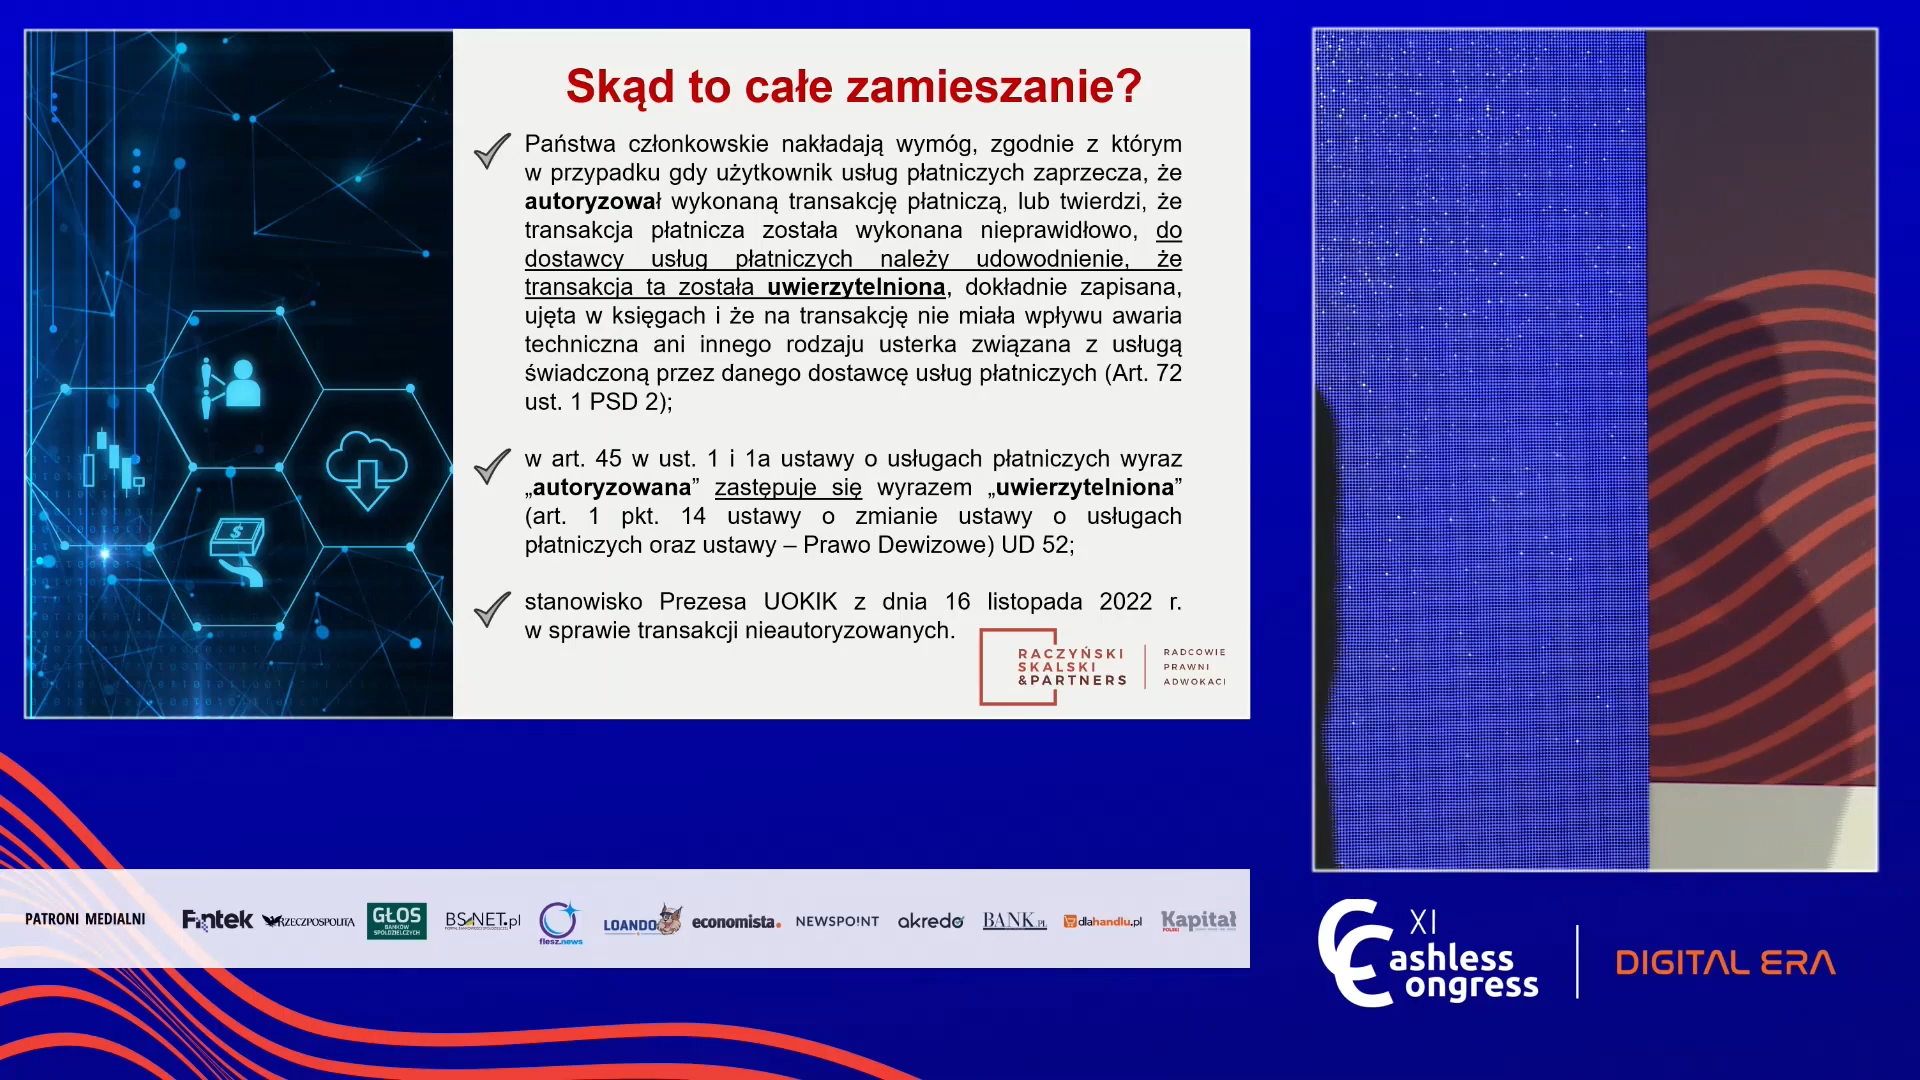 Skąd to całe zamieszanie?
Państwa członkowskie nakładają wymóg, zgodnie z którym
w przypadku gdy użytkownik usług płatniczych zaprzecza, że
autoryzował wykonaną transakcję płatniczą, lub twierdzi, że
transakcja płatnicza została wykonana nieprawidłowo, do
dostawcy usług płatniczych należy udowodnienie, że
transakcja ta została uwierzytelniona, dokładnie zapisana,
ujęta w księgach i że na transakcję nie miała wpływu awaria
techniczna ani innego rodzaju usterka związana z usługą
świadczoną przez danego dostawcę usług płatniczych (Art. 72
ust. 1 PSD 2);
w art. 45 w ust. 1 i 1a ustawy o usługach płatniczych wyraz
„autoryzowana” zastępuje się wyrazem „uwierzytelniona”
(art. 1 pkt. 14 ustawy o zmianie ustawy o usługach
płatniczych oraz ustawy – Prawo Dewizowe) UD 52;
stanowisko Prezesa UOKIK z dnia 16 listopada 2022 r.
w sprawie transakcji nieautoryzowanych.
RACZYŃSKI
SKALSKI
&PARTNERS
RADCOWIE
PRAWNI
ADWOKACI
PATRONI MEDIALNI
Fintek
RZECZPOSPOLITA
GŁOS
BANKÓW
SPÓŁDZIELCZYCH
BS.NET.pl
flesz.news
LOANDO
economista.
NEWSPO!NT
akredo
BANK.PL
dlahandlu.pl
Kapitał
POLSKI
XI
Cashless
Congress
DIGITAL ERA